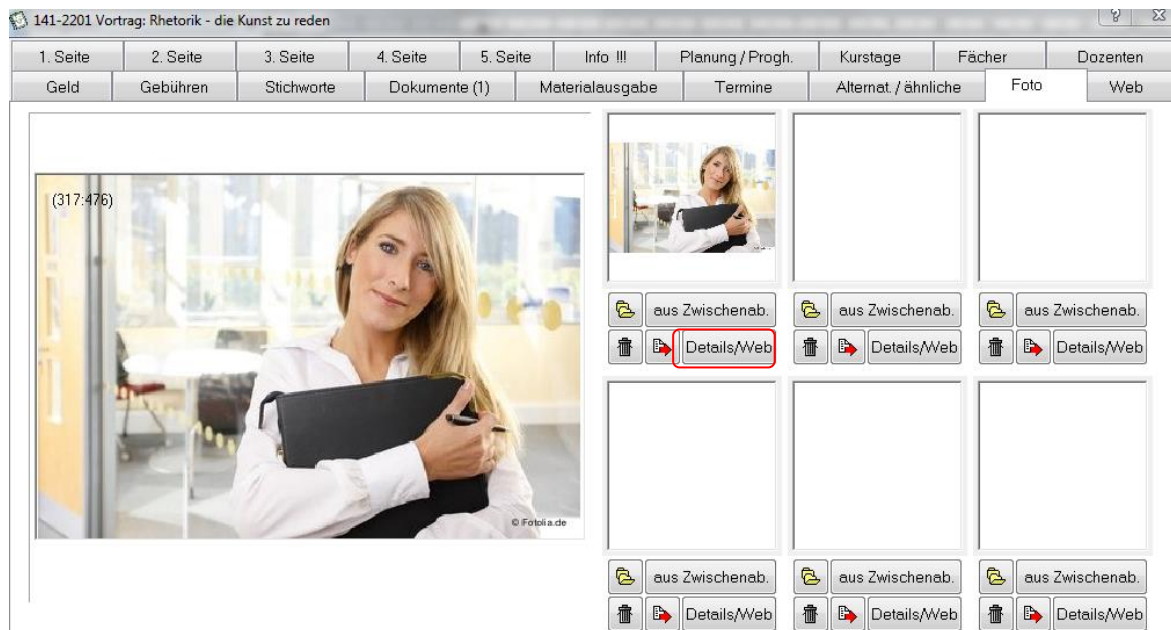 141-2201 Vortrag: Rhetorik - die Kunst zu reden
1. Seite 2. Seite 3. Seite 4. Seite 5. Seite Info !!! Planung / Progh. Kurstage Fächer Dozenten
Geld Gebühren Stichworte Dokumente (1) Materialausgabe Termine Alternat. / ähnliche Foto Web
(317:476)
© Fotolia.de
aus Zwischenab. aus Zwischenab. aus Zwischenab.
Details/Web Details/Web Details/Web
aus Zwischenab. aus Zwischenab. aus Zwischenab.
Details/Web Details/Web Details/Web